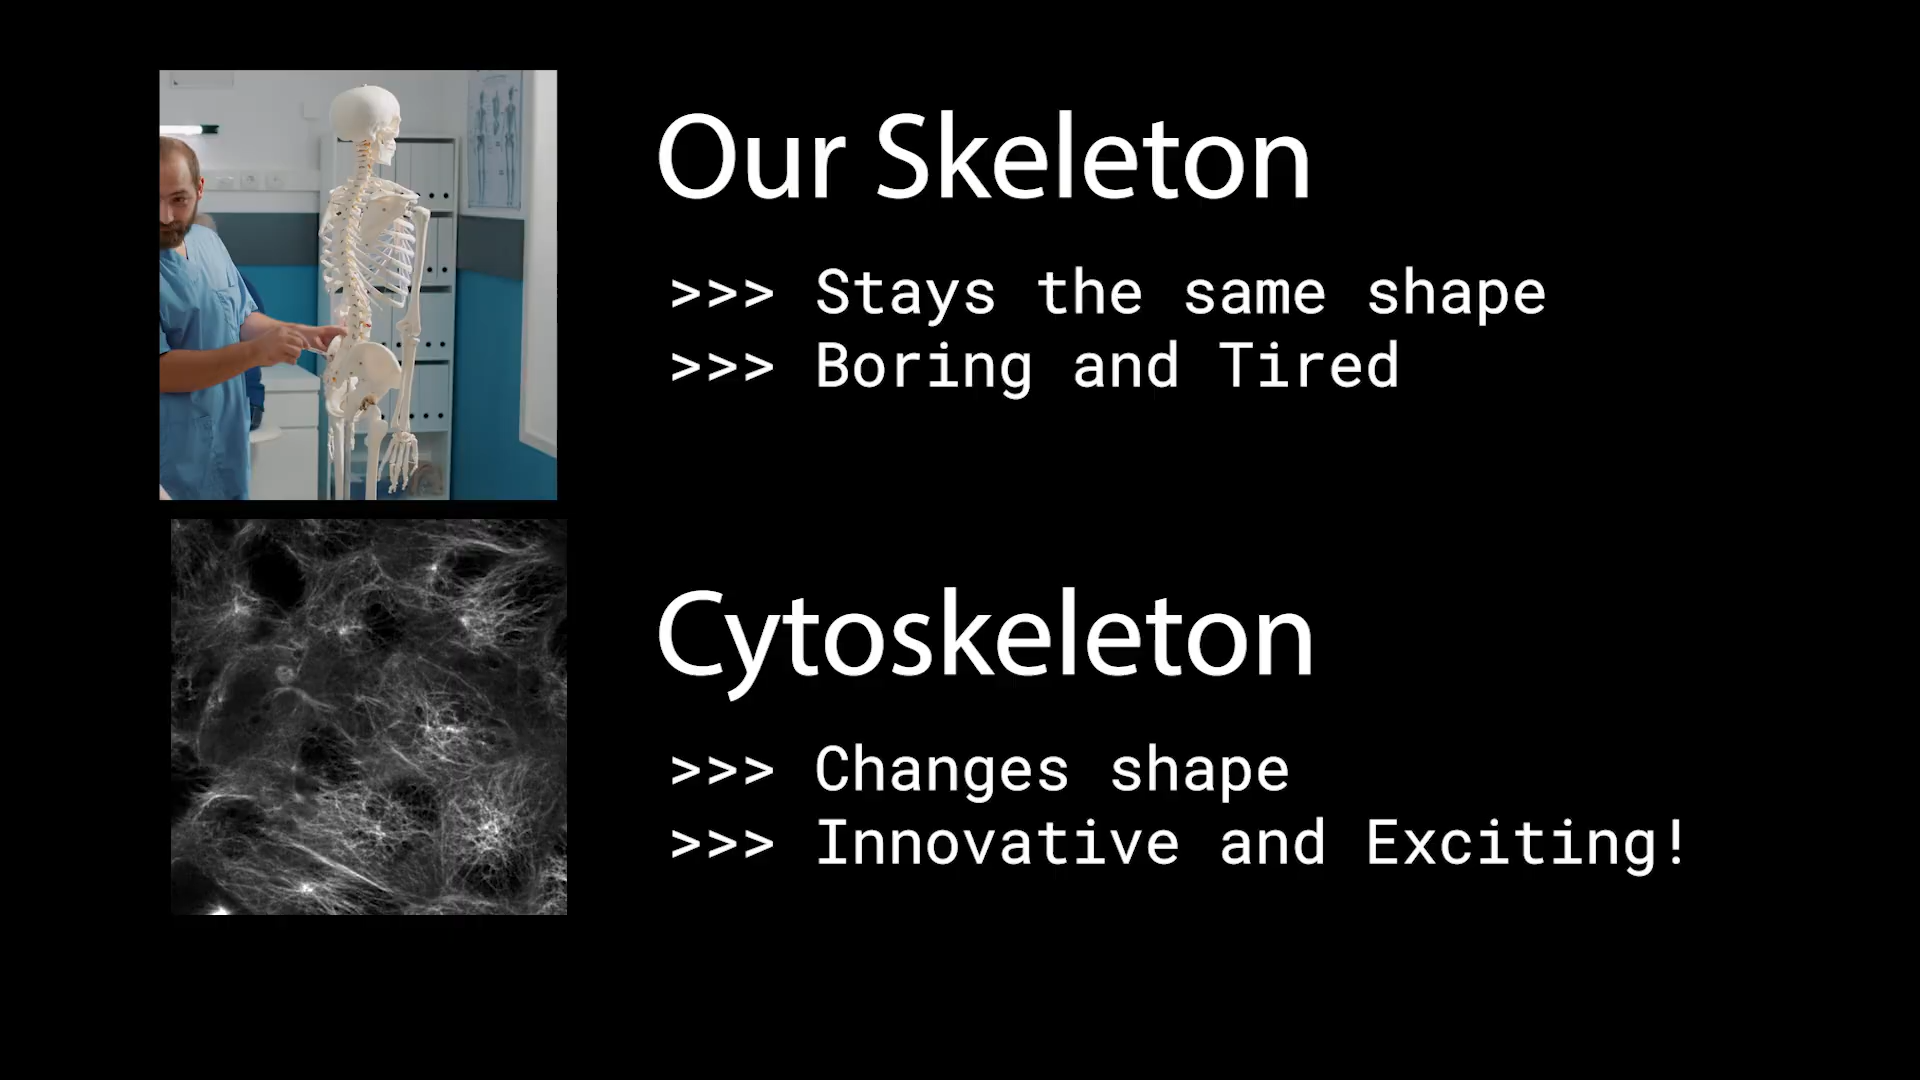 Our Skeleton
>>> Stays the same shape
>>> Boring and Tired
Cytoskeleton
>>> Changes shape
>>> Innovative and Exciting!